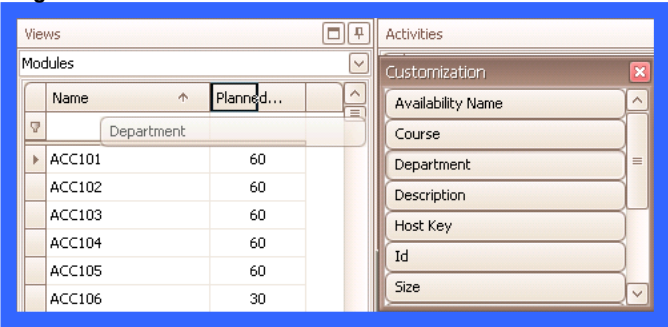 Views
Modules
Name Planned...
Department
ACC101 60
ACC102 60
ACC103 60
ACC104 60
ACC105 60
ACC106 30
Activities
Customization
Availability Name
Course
Department
Description
Host Key
Id
Size